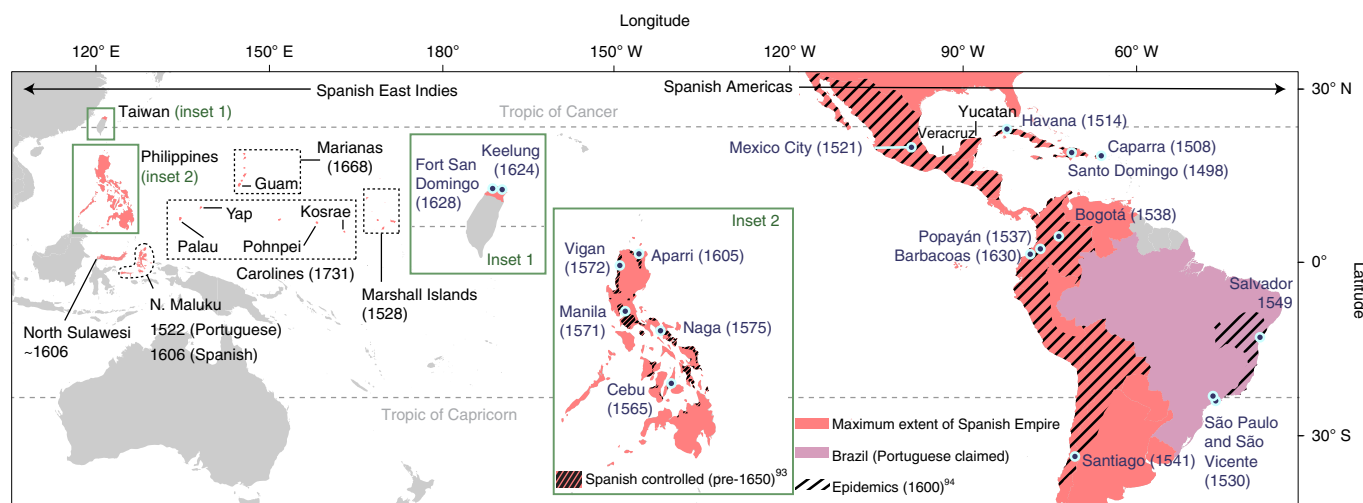 Longitude
120° E
150° E
180°
150° W
120° W
90° W
60° W
Spanish East Indies
Spanish Americas
30° N
Taiwan (inset 1)
Tropic of Cancer
Yucatan
Havana (1514)
Veracruz
Mexico City (1521)
Caparra (1508)
Santo Domingo (1498)
Philippines
(inset 2)
Marianas
(1668)
Guam
Fort San
Domingo
(1628)
Keelung
(1624)
Inset 1
Yap
Kosrae
Palau
Pohnpei
Carolines (1731)
Marshall Islands
(1528)
Inset 2
Bogotá (1538)
Popayán (1537)
Barbacoas (1630)
0°
Latitude
Salvador
1549
Vigan
(1572)
Aparri (1605)
Manila
(1571)
Naga (1575)
Cebu
(1565)
N. Maluku
1522 (Portuguese)
1606 (Spanish)
North Sulawesi
~1606
Tropic of Capricorn
Spanish controlled (pre-1650)93
Maximum extent of Spanish Empire
Brazil (Portuguese claimed)
Epidemics (1600)94
Santiago (1541)
São Paulo
and São
Vicente
(1530)
30° S